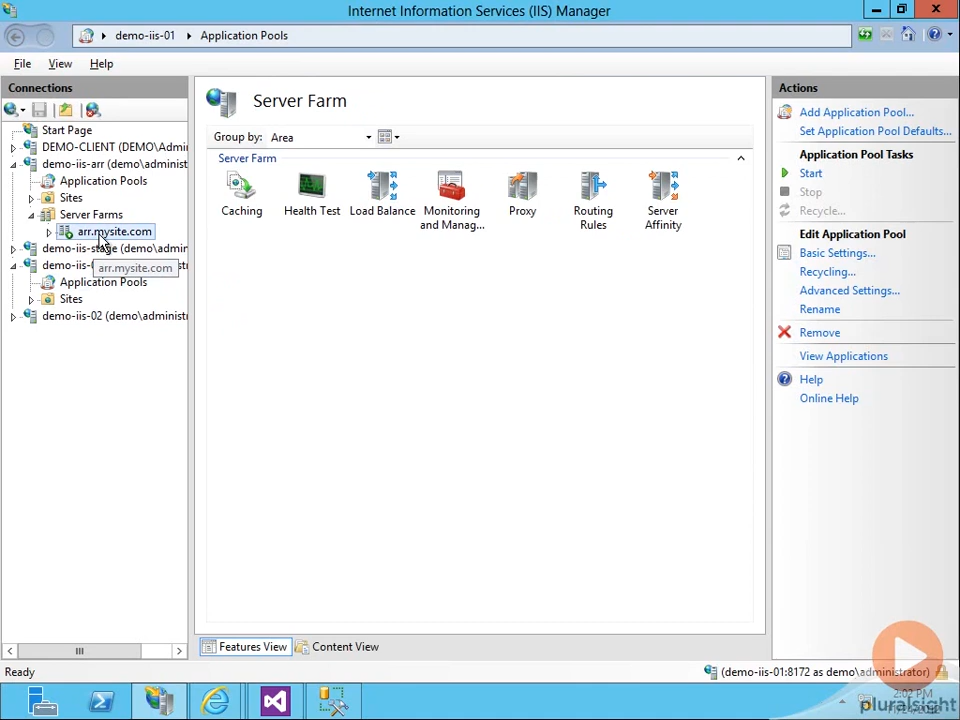 Internet Information Services (IIS) Manager
demo-iis-01
Application Pools
File
View
Help
Connections
Start Page
DEMO-CLIENT (DEMO\Admi
demo-iis-arr (demo\administ
Application Pools
Sites
Server Farms
arr.mysite.com
demo-iis-stage (demo\admin
demo-iis-
arr.mysite.com
Application Pools
Sites
demo-iis-02 (demo\administr
Server Farm
Group by:
Area
Server Farm
Caching
Health Test
Load Balance
Monitoring
and Manag...
Proxy
Routing
Rules
Server
Affinity
Features View
Content View
Actions
Add Application Pool...
Set Application Pool Defaults...
Application Pool Tasks
Start
Stop
Recycle...
Edit Application Pool
Basic Settings...
Recycling...
Advanced Settings...
Rename
Remove
View Applications
Help
Online Help
Ready
(demo-iis-01:8172 as demo\administrator)
2:02 PM
pluralsight